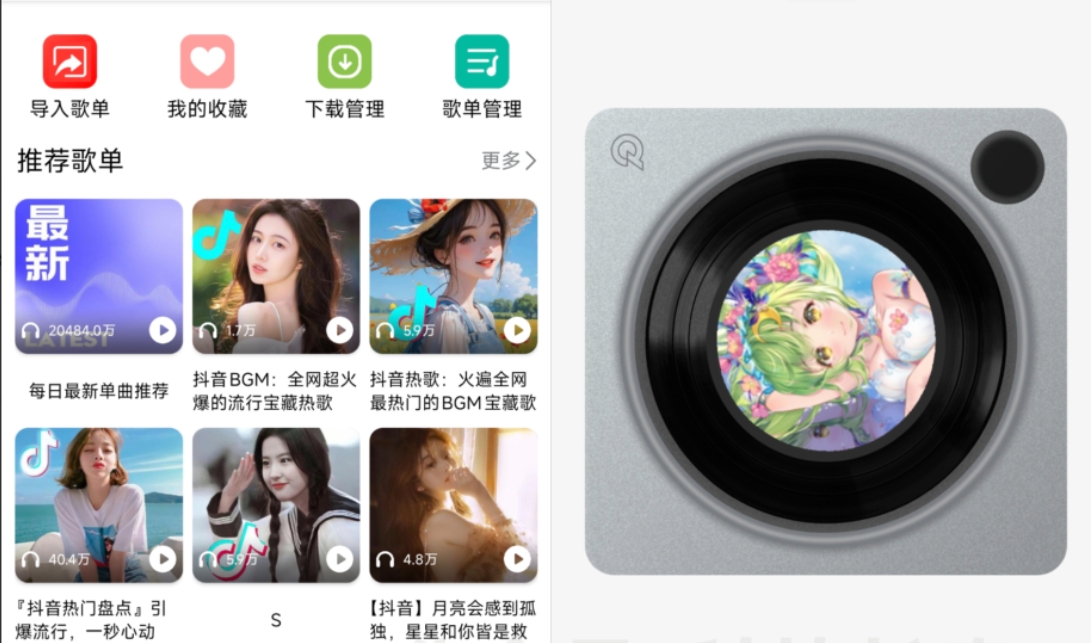 导入歌单
我的收藏
下载管理
歌单管理
推荐歌单
更多
最新
LATEST
20484.0万
1.7万
5.9万
每日最新单曲推荐
抖音BGM：全网超火
爆的流行宝藏热歌
抖音热歌：火遍全网
最热门的BGM宝藏歌
40.4万
5.9万
4.8万
『抖音热门盘点』引
爆流行，一秒心动
S
【抖音】月亮会感到孤
独，星星和你皆是救